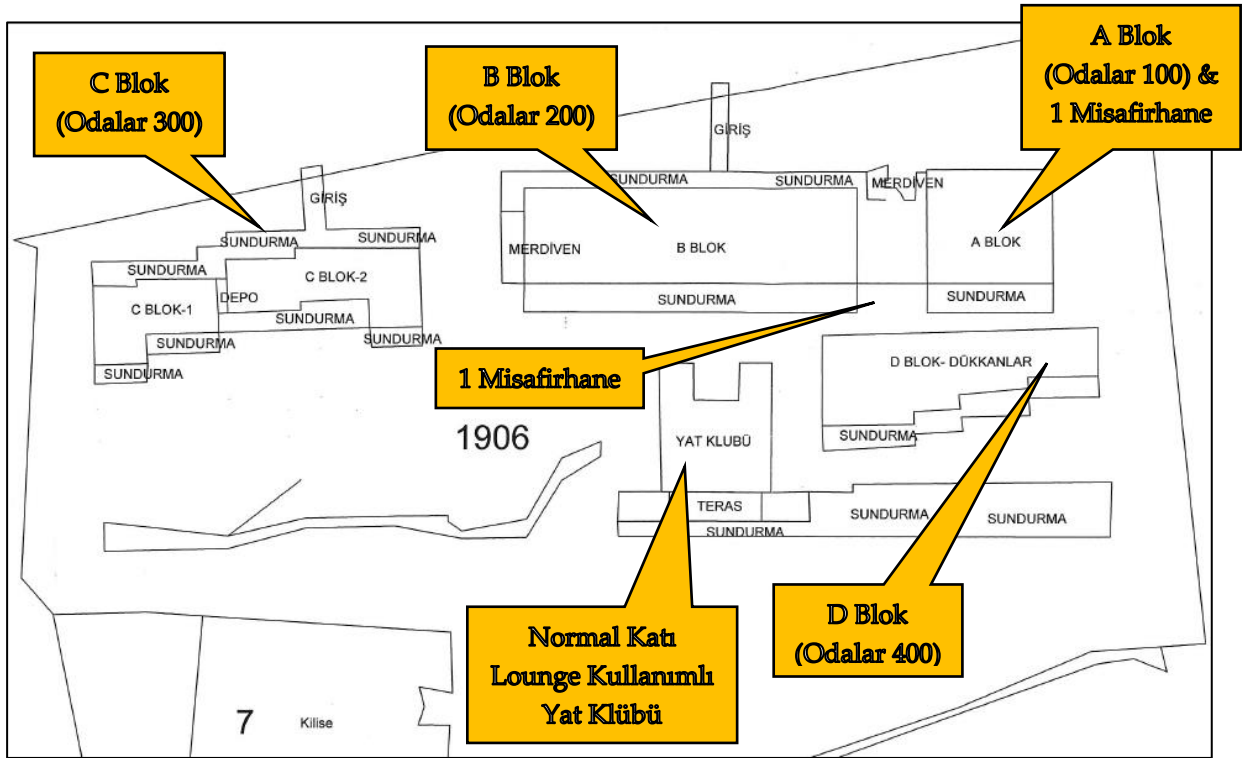 A Blok
(Odalar 100) &
1 Misafirhane
B Blok
(Odalar 200)
C Blok
(Odalar 300)
GİRİŞ
GİRİŞ
SUNDURMA
SUNDURMA
MERDİVEN
SUNDURMA
SUNDURMA
MERDİVEN
B BLOK
A BLOK
SUNDURMA
C BLOK-2
DEPO
C BLOK-1
SUNDURMA
SUNDURMA
SUNDURMA
SUNDURMA
SUNDURMA
SUNDURMA
1 Misafirhane
D BLOK- DÜKKANLAR
1906
YAT KLUBÜ
SUNDURMA
TERAS
SUNDURMA
SUNDURMA
SUNDURMA
Normal Katı
Lounge Kullanımlı
Yat Klübü
D Blok
(Odalar 400)
7
Kilise